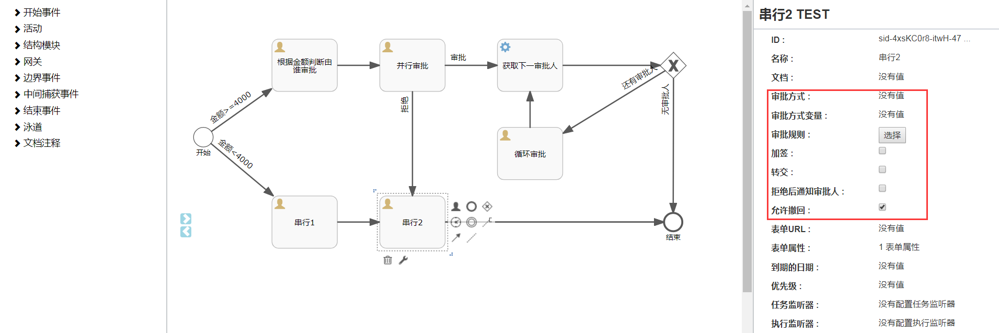 开始事件
活动
结构模块
网关
边界事件
中间捕获事件
结束事件
泳道
文档注释
根据金额判断由
谁审批
并行审批
审批
获取下一审批人
还有审批人
无审批人
拒绝
金额>=4000
开始
金额<4000
循环审批
串行1
串行2
结束
串行2 TEST
ID： sid-4xsKC0r8-itwH-47 ...
名称： 串行2
文档： 没有值
审批方式： 没有值
审批方式变量： 没有值
审批规则： 选择
加签：
转交：
拒绝后通知审批人：
允许撤回：
表单URL： 没有值
表单属性： 1 表单属性
到期的日期： 没有值
优先级： 没有值
任务监听器： 没有配置任务监听器
执行监听器： 没有配置执行监听器